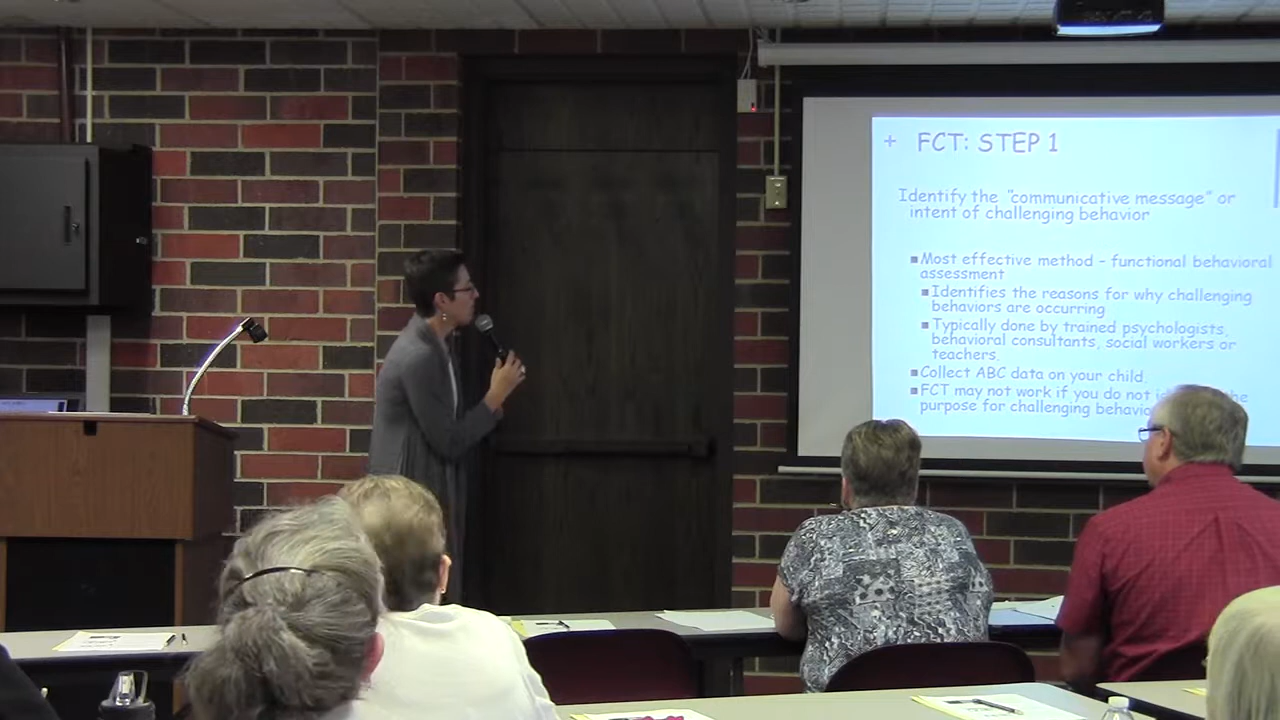 + FCT: STEP 1
Identify the "communicative message" or
intent of challenging behavior
Most effective method - functional behavioral
assessment
Identifies the reasons for why challenging
behaviors are occurring
Typically done by trained psychologists,
behavioral consultants, social workers or
teachers.
Collect ABC data on your child.
FCT may not work if you do not the
purpose for challenging